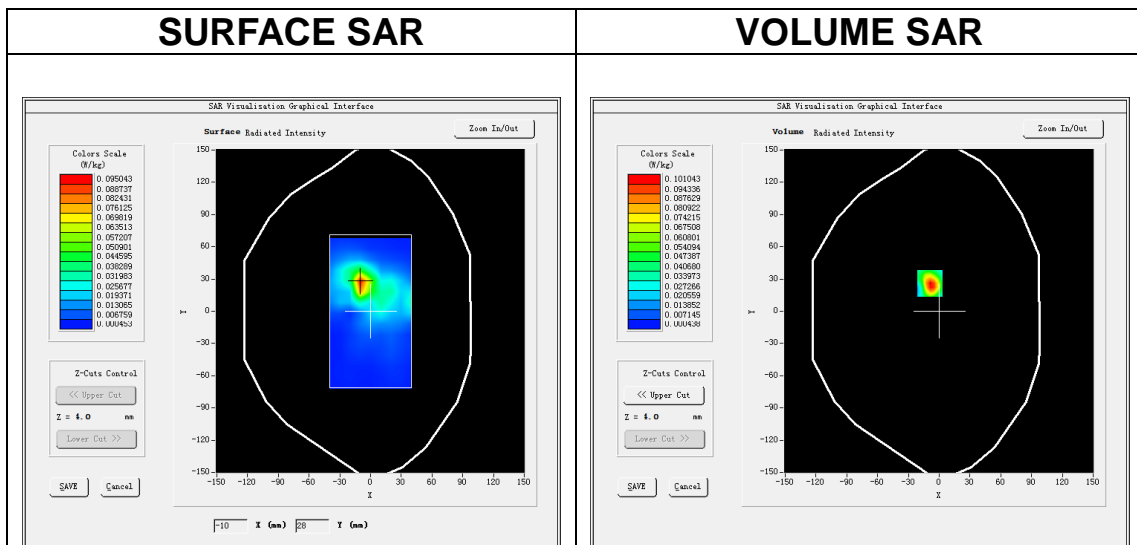 SURFACE SAR
VOLUME SAR
SAR Visualisation Graphical Interface
Surface Radiated Intensity
Zoom In/Out
Colors Scale
(W/kg)
0.095043
0.088737
0.082431
0.076125
0.069819
0.063513
0.057207
0.050901
0.044595
0.038289
0.031983
0.025677
0.019371
0.013065
0.006759
0.000453
150
120
90
60
30
0
-30
-60
-90
-120
-150
Y
-150 -120 -90 -60 -30 0 30 60 90 120 150
X
Z-Cuts Control
<< Upper Cut
Z = 4.0 mm
Lower Cut >>
SAVE Cancel
-10 X (mm) 28 Y (mm)
SAR Visualisation Graphical Interface
Volume Radiated Intensity
Zoom In/Out
Colors Scale
(W/kg)
0.101043
0.094336
0.087629
0.080922
0.074215
0.067508
0.060801
0.054094
0.047387
0.040680
0.033973
0.027266
0.020559
0.013852
0.007145
0.000438
150
120
90
60
30
0
-30
-60
-90
-120
-150
Y
-150 -120 -90 -60 -30 0 30 60 90 120 150
X
Z-Cuts Control
<< Upper Cut
Z = 4.0 mm
Lower Cut >>
SAVE Cancel